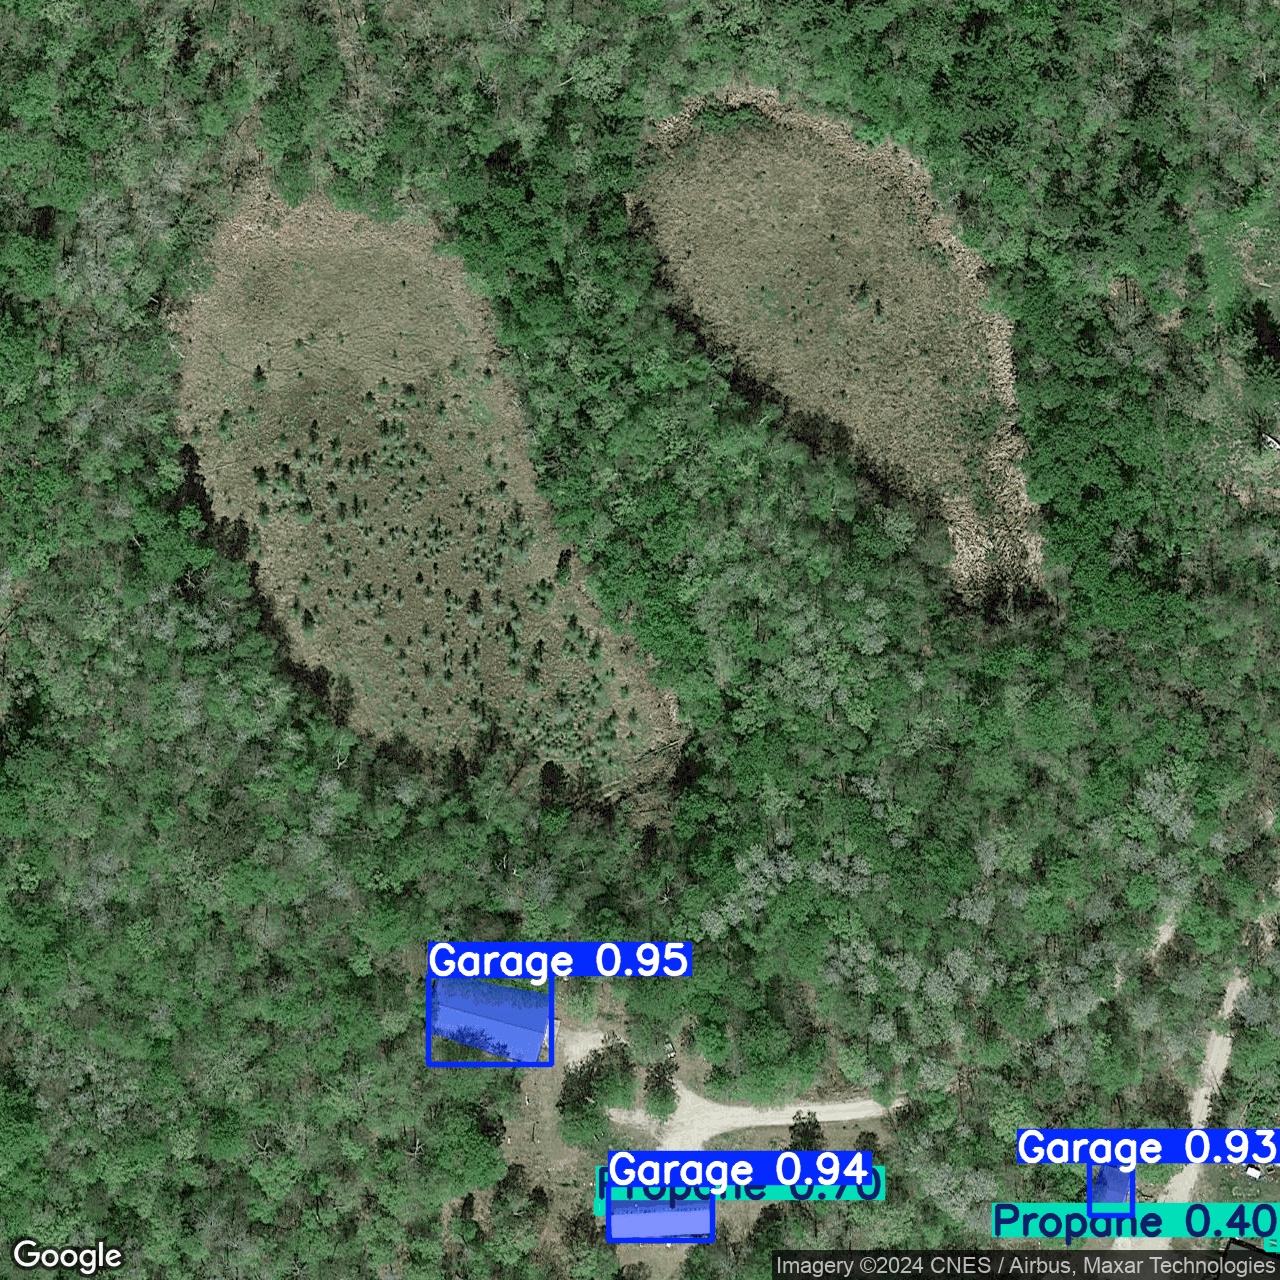 Garage 0.95
Garage 0.94
Propane 0.70
Garage 0.93
Propane 0.40
Google
Imagery ©2024 CNES / Airbus, Maxar Technologies